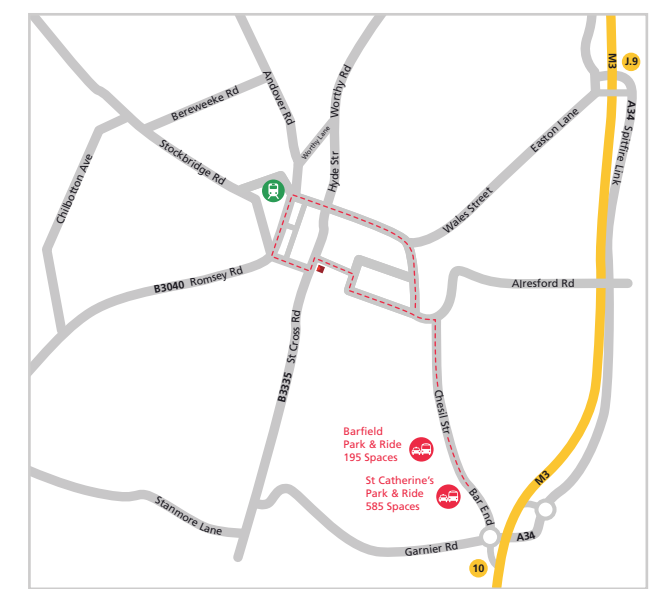 M3
J.9
A34 Spitfire Link
Andover Rd
Worthy Rd
Bereweeke Rd
Worthy Lane
Easton Lane
Stockbridge Rd
Hyde Str
Chilbotton Ave
Wales Street
B3040 Romsey Rd
Alresford Rd
B3335 St Cross Rd
Chesil Str
Barfield
Park & Ride
195 Spaces
St Catherine's
Park & Ride
585 Spaces
M3
Bar End
Stanmore Lane
A34
Garnier Rd
10